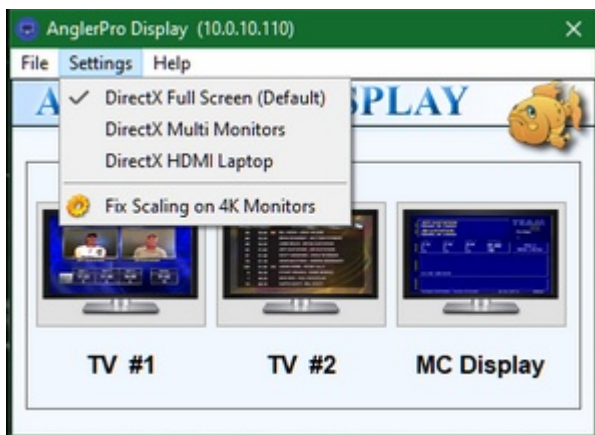 AnglerPro Display (10.0.10.110)
File Settings Help
DirectX Full Screen (Default)
DirectX Multi Monitors
DirectX HDMI Laptop
Fix Scaling on 4K Monitors
A PLAY
TV #1 TV #2 MC Display